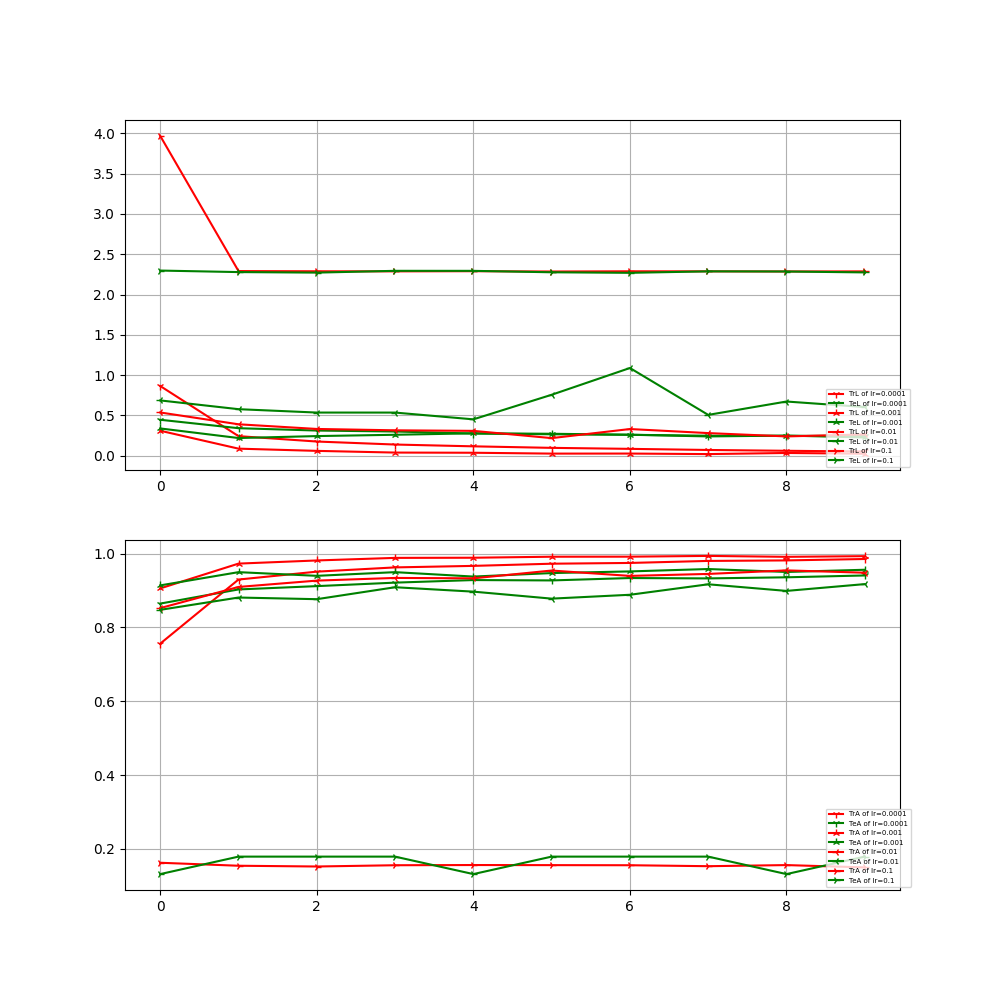 4.0
3.5
3.0
2.5
2.0
1.5
1.0
0.5
0.0
0 2 4 6 8
TrL of lr=0.0001
TeL of lr=0.0001
TrL of lr=0.001
TeL of lr=0.001
TrL of lr=0.01
TeL of lr=0.01
TrL of lr=0.1
TeL of lr=0.1
1.0
0.8
0.6
0.4
0.2
0 2 4 6 8
TrA of lr=0.0001
TeA of lr=0.0001
TrA of lr=0.001
TeA of lr=0.001
TrA of lr=0.01
TeA of lr=0.01
TrA of lr=0.1
TeA of lr=0.1